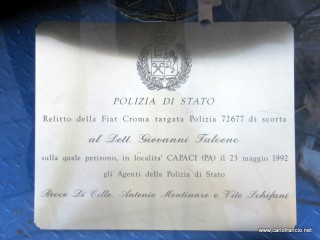 POLIZIA DI STATO
Relitto della Fiat Croma targata Polizia 72677 di scorta
al Dott. Giovanni Falcone
sulla quale perirono, in localita' CAPACI (PA) il 23 maggio 1992
gli Agenti della Polizia di Stato
Rocco Di Cillo, Antonio Montinaro e Vito Schifani
www.carlofrancio.net